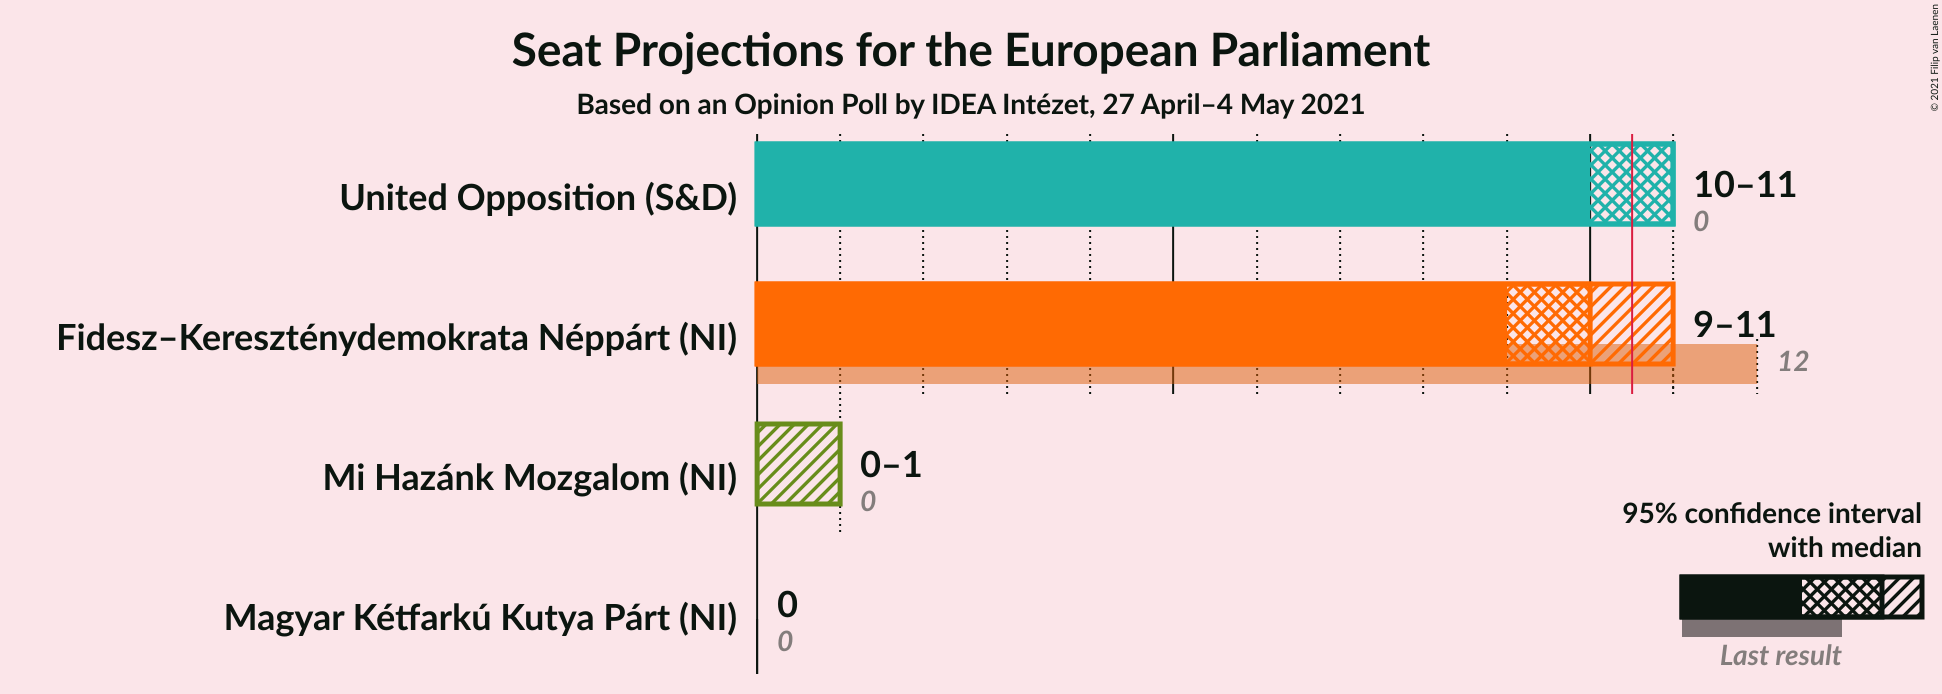 Seat Projections for the European Parliament
Based on an Opinion Poll by IDEA Intézet, 27 April–4 May 2021
© 2021 Filip van Laenen
United Opposition (S&D)
10–11
0
Fidesz–Kereszténydemokrata Néppárt (NI)
9–11
12
Mi Hazánk Mozgalom (NI)
0–1
0
Magyar Kétfarkú Kutya Párt (NI)
0
0
95% confidence interval
with median
Last result